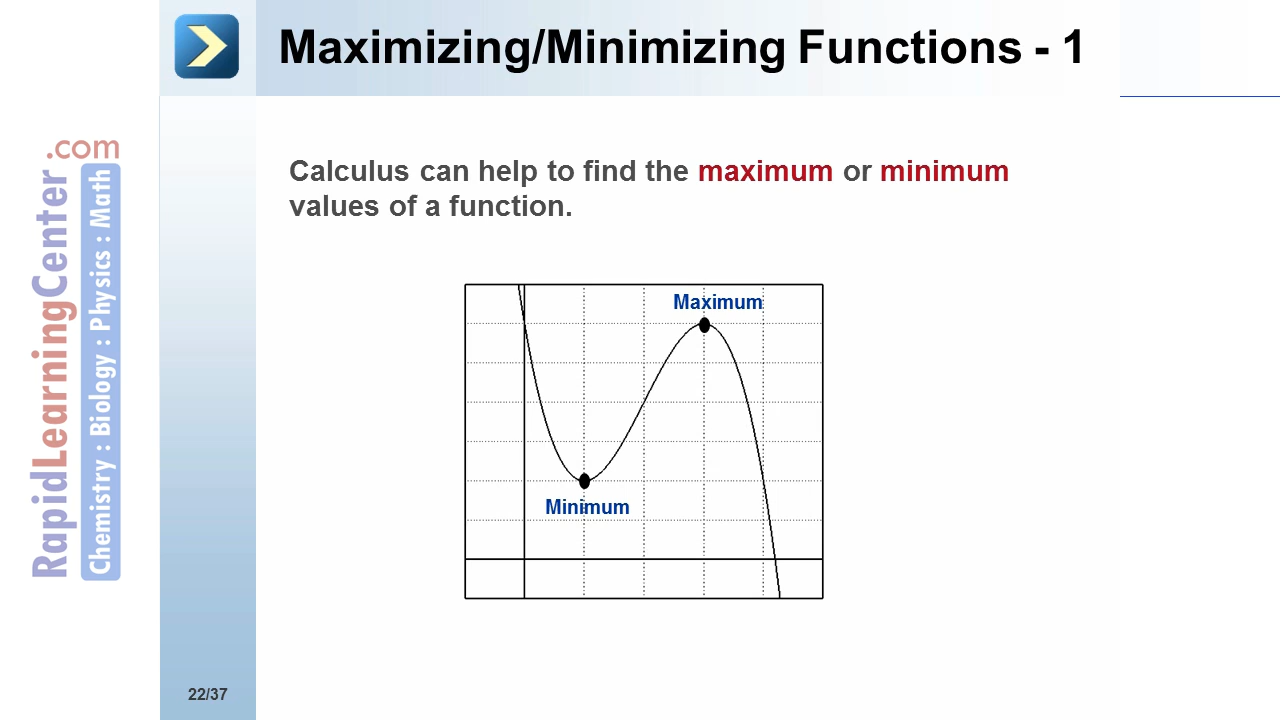 Maximizing/Minimizing Functions - 1
Calculus can help to find the maximum or minimum
values of a function.
Maximum
Minimum
RapidLearningCenter.com
Chemistry : Biology : Physics : Math
22/37